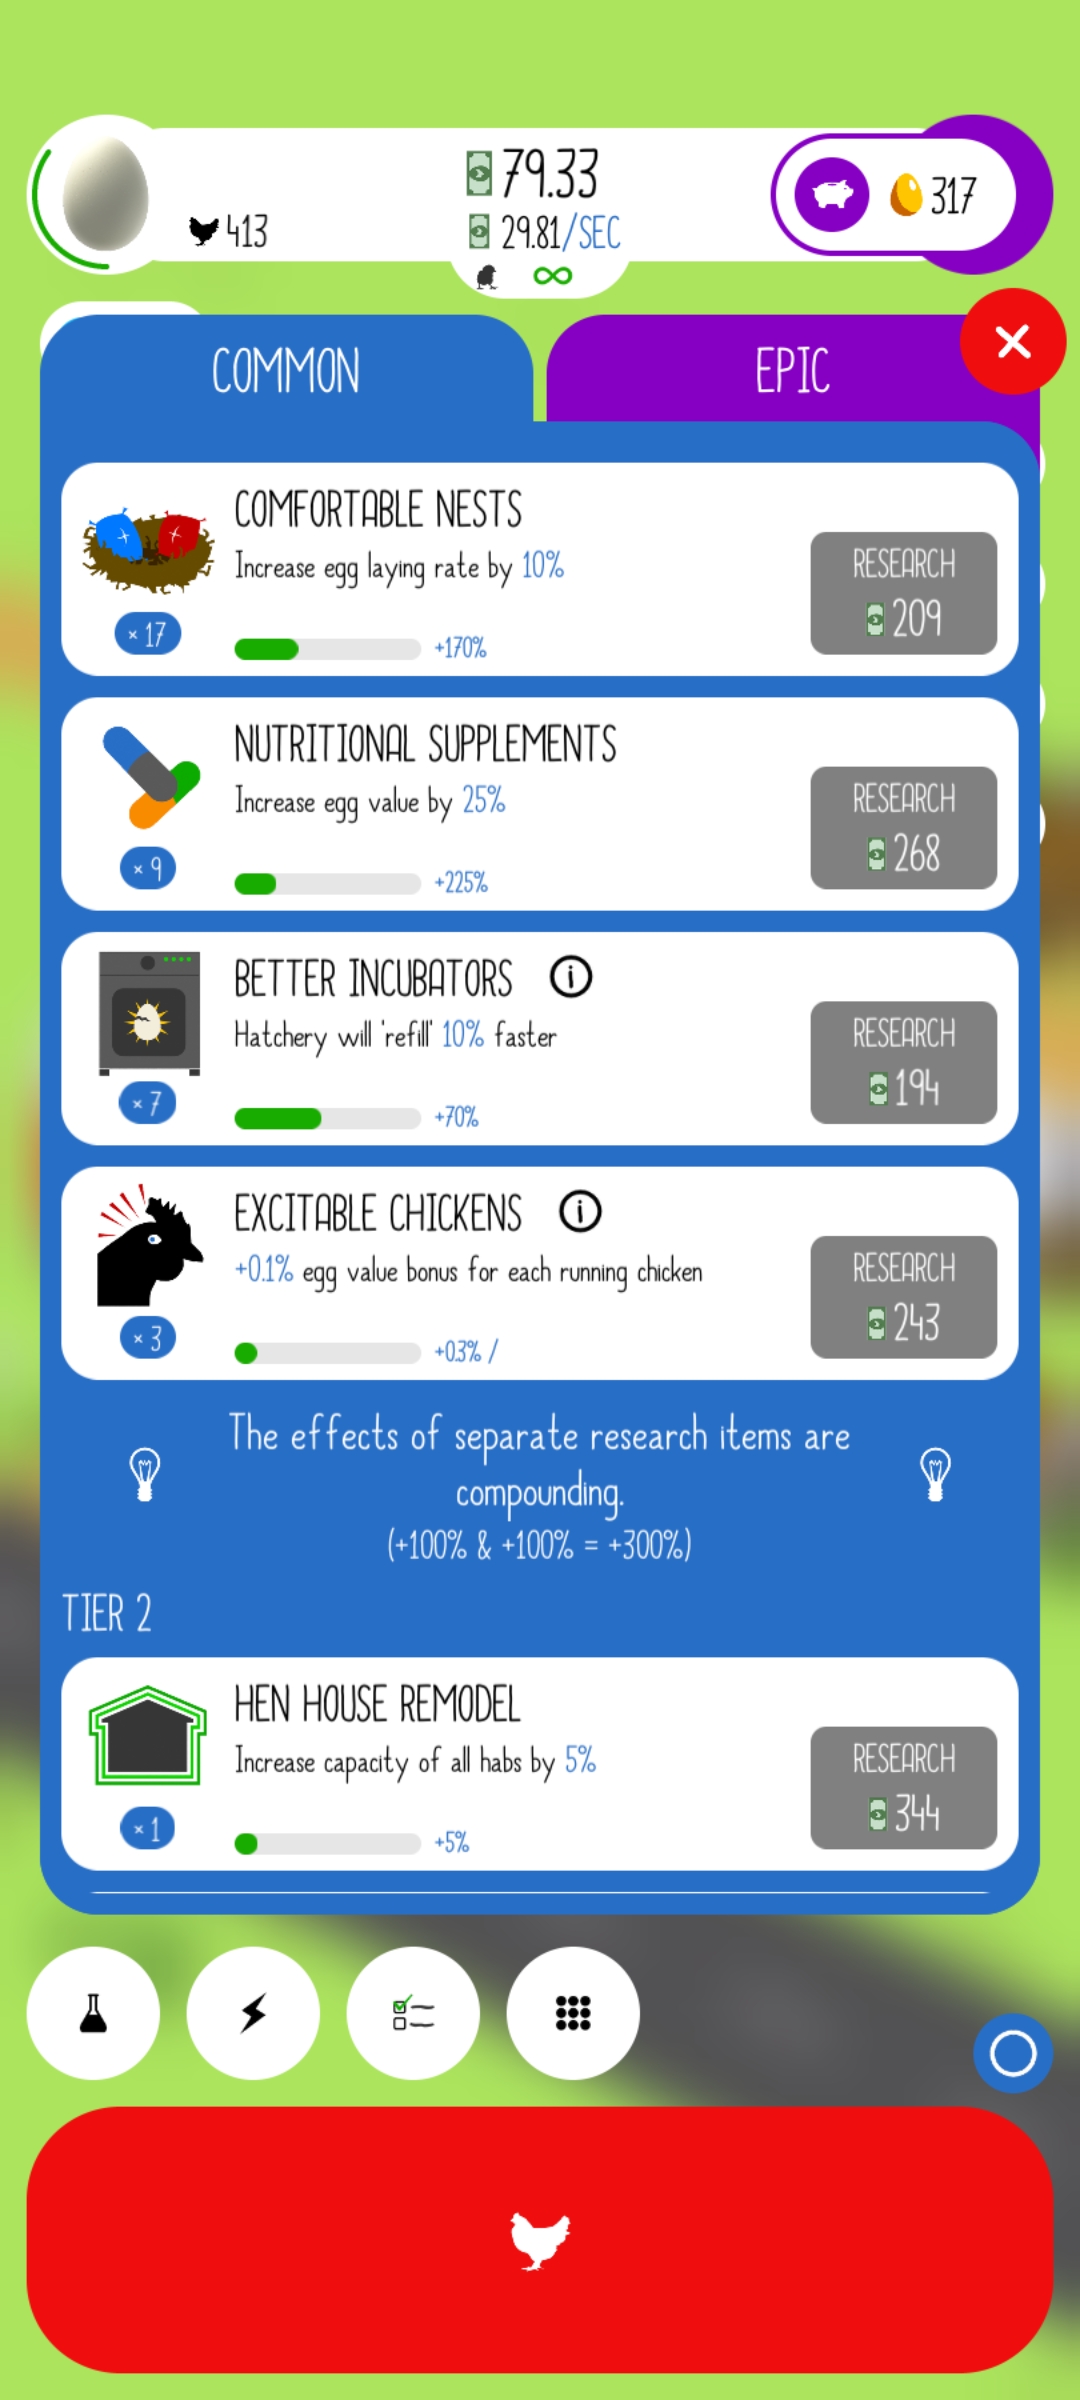 79.33
413
29.81/SEC
317
COMMON
EPIC
COMFORTABLE NESTS
Increase egg laying rate by 10%
RESEARCH
209
× 17
+170%
NUTRITIONAL SUPPLEMENTS
Increase egg value by 25%
RESEARCH
268
× 9
+225%
BETTER INCUBATORS
Hatchery will 'refill' 10% faster
RESEARCH
194
× 7
+70%
EXCITABLE CHICKENS
+0.1% egg value bonus for each running chicken
RESEARCH
243
× 3
+0.3% /
The effects of separate research items are
compounding.
(+100% & +100% = +300%)
TIER 2
HEN HOUSE REMODEL
Increase capacity of all habs by 5%
RESEARCH
344
× 1
+5%